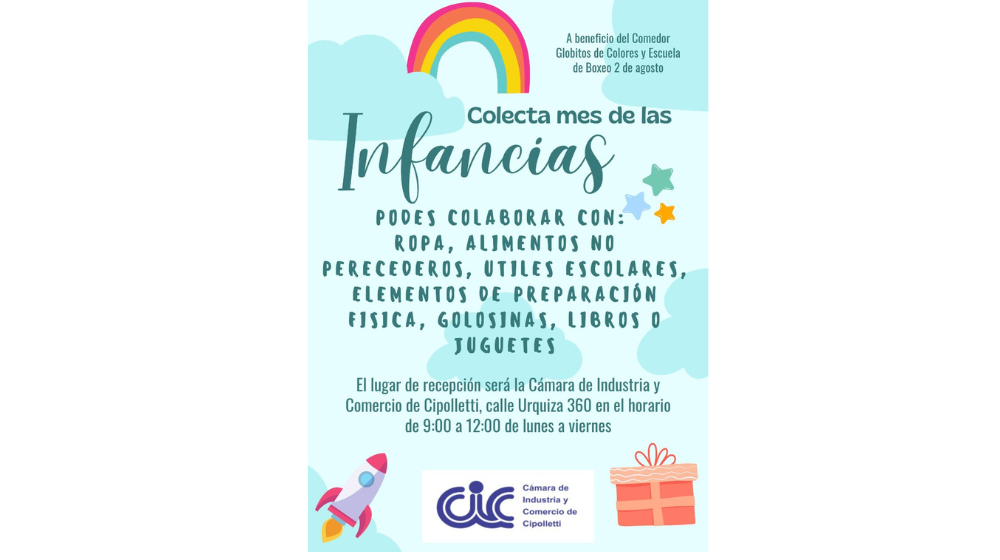 A beneficio del Comedor
Globitos de Colores y Escuela
de Boxeo 2 de agosto
Colecta mes de las
Infancias
PODES COLABORAR CON:
ROPA, ALIMENTOS NO
PERECEDEROS, UTILES ESCOLARES,
ELEMENTOS DE PREPARACIÓN
FISICA, GOLOSINAS, LIBROS O
JUGUETES
El lugar de recepción será la Cámara de Industria y
Comercio de Cipolletti, calle Urquiza 360 en el horario
de 9:00 a 12:00 de lunes a viernes
CIC
Cámara de
Industria y
Comercio de
Cipolletti